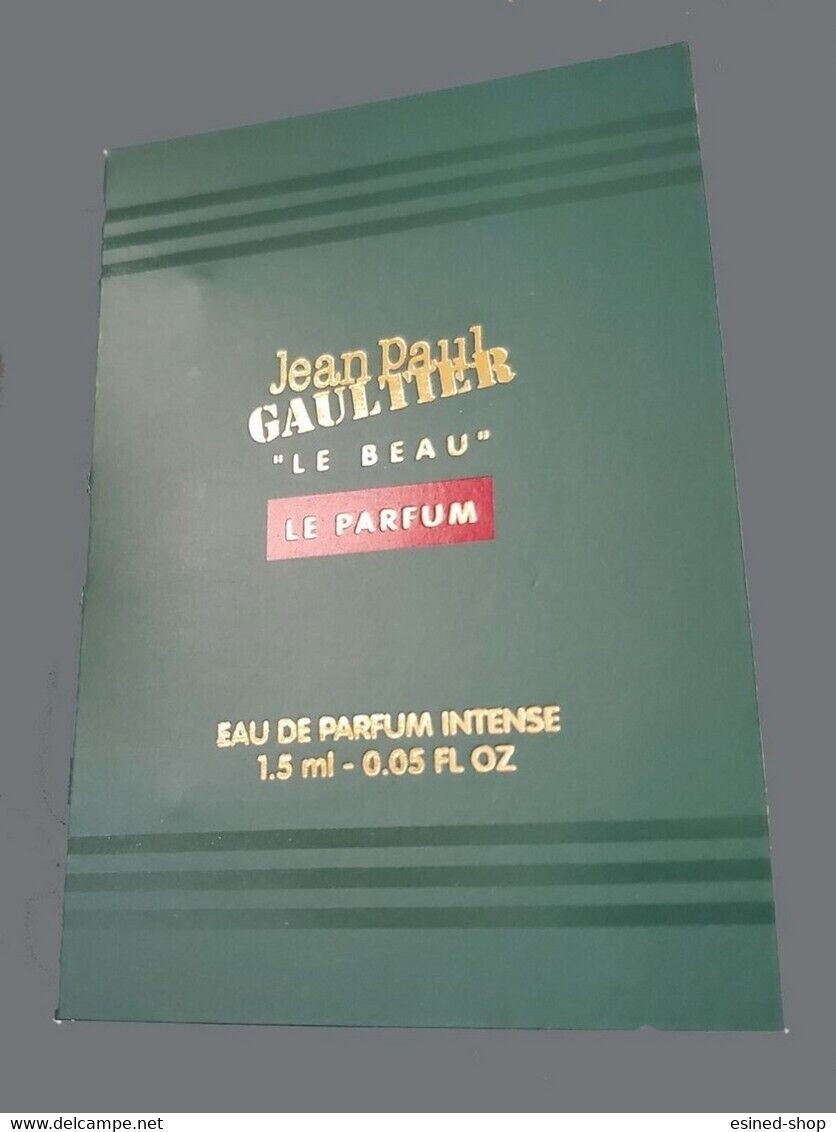 Jean Paul
GAULTIER
"LE BEAU"
LE PARFUM
EAU DE PARFUM INTENSE
1.5 ml - 0.05 FL OZ
www.delcampe.net
esined-shop